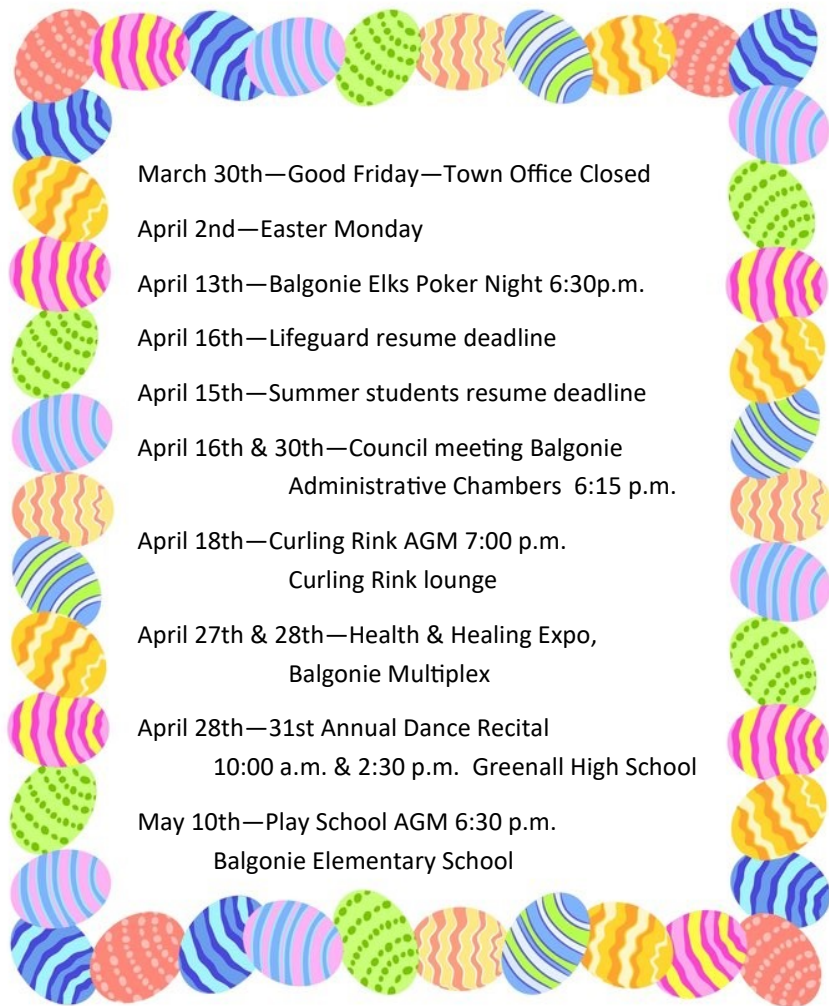 March 30th—Good Friday—Town Office Closed
April 2nd—Easter Monday
April 13th—Balgonie Elks Poker Night 6:30p.m.
April 16th—Lifeguard resume deadline
April 15th—Summer students resume deadline
April 16th & 30th—Council meeting Balgonie
Administrative Chambers  6:15 p.m.
April 18th—Curling Rink AGM 7:00 p.m.
Curling Rink lounge
April 27th & 28th—Health & Healing Expo,
Balgonie Multiplex
April 28th—31st Annual Dance Recital
10:00 a.m. & 2:30 p.m.  Greenall High School
May 10th—Play School AGM 6:30 p.m.
Balgonie Elementary School